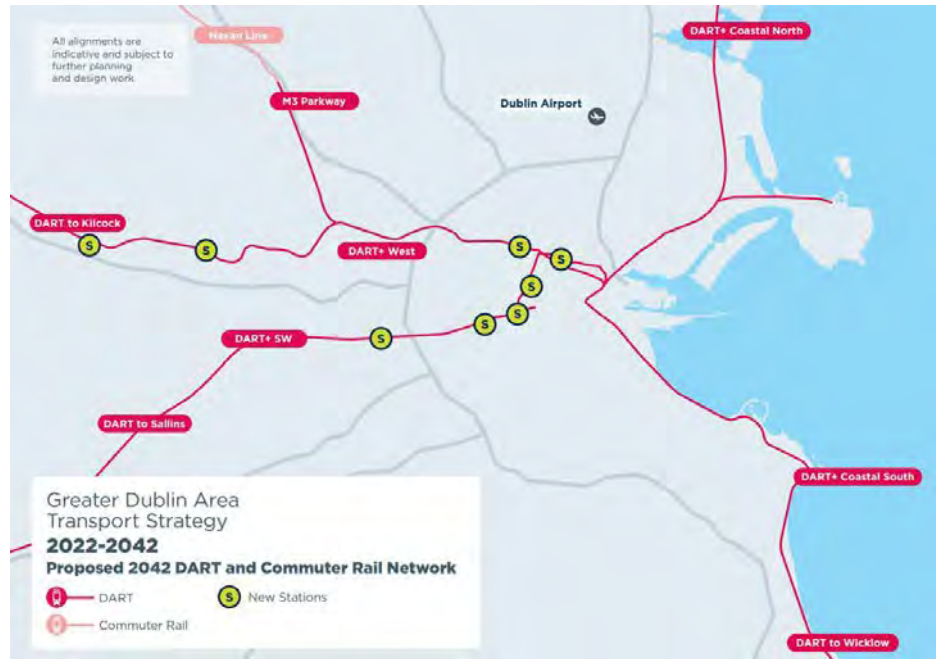 All alignments are
indicative and subject to
further planning
and design work
Navan Line
DART+ Coastal North
M3 Parkway
Dublin Airport
DART to Kilcock
S
S
DART+ West
S
S
S
S
S
S
DART+ SW
DART to Sallins
DART+ Coastal South
DART to Wicklow
Greater Dublin Area
Transport Strategy
2022-2042
Proposed 2042 DART and Commuter Rail Network
DART
S New Stations
Commuter Rail